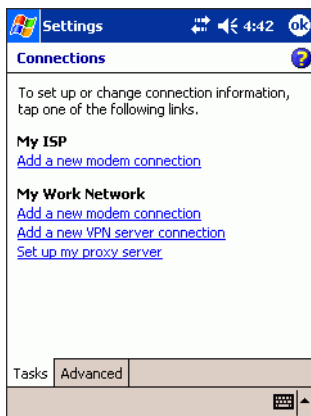 Settings 4:42 ok
Connections ?
To set up or change connection information,
tap one of the following links.
My ISP
Add a new modem connection
My Work Network
Add a new modem connection
Add a new VPN server connection
Set up my proxy server
Tasks Advanced